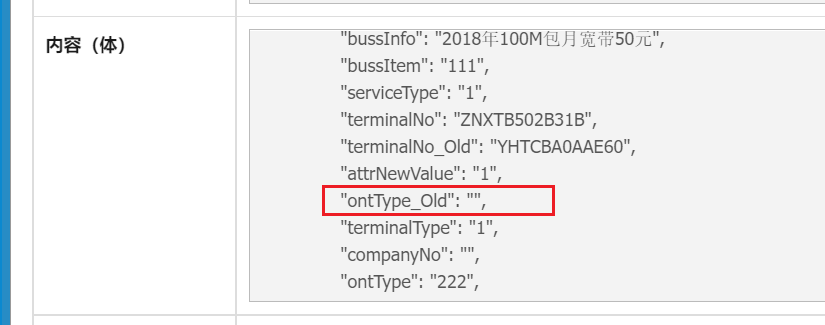 内容（体）
"bussInfo": "2018年100M包月宽带50元",
"bussItem": "111",
"serviceType": "1",
"terminalNo": "ZNXTB502B31B",
"terminalNo_Old": "YHTCBA0AAE60",
"attrNewValue": "1",
"ontType_Old": "",
"terminalType": "1",
"companyNo": "",
"ontType": "222",